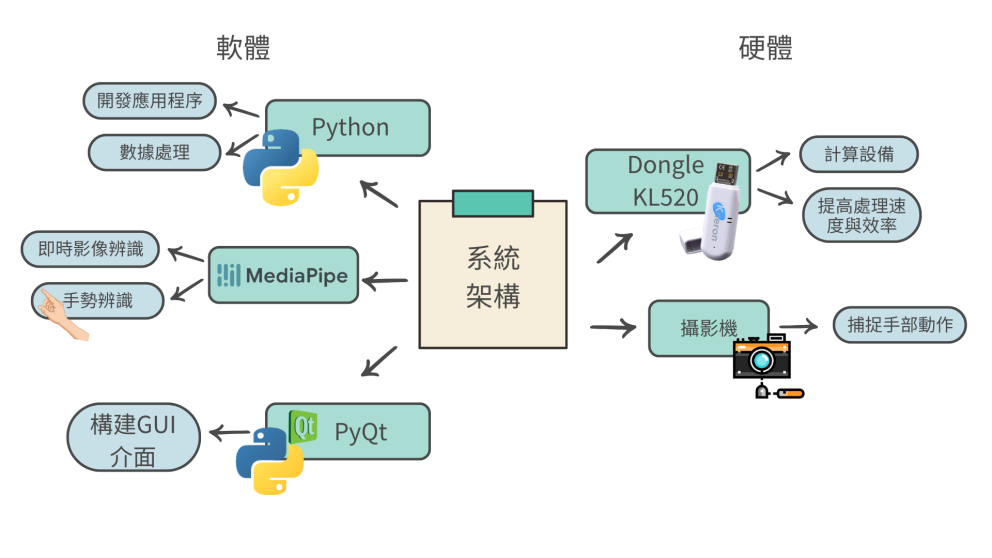 軟體
硬體
開發應用程序
數據處理
Python
即時影像辨識
手勢辨識
MediaPipe
構建GUI
介面
Qt
PyQt
系統
架構
Dongle
KL520
計算設備
提高處理速
度與效率
攝影機
捕捉手部動作